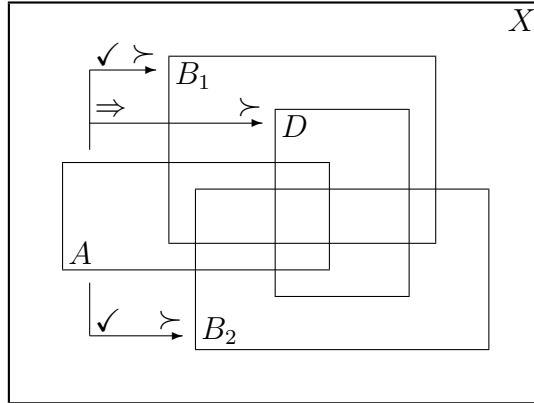 X
✓ ≻
B₁
⇒ ≻
D
A
✓ ≻
B₂